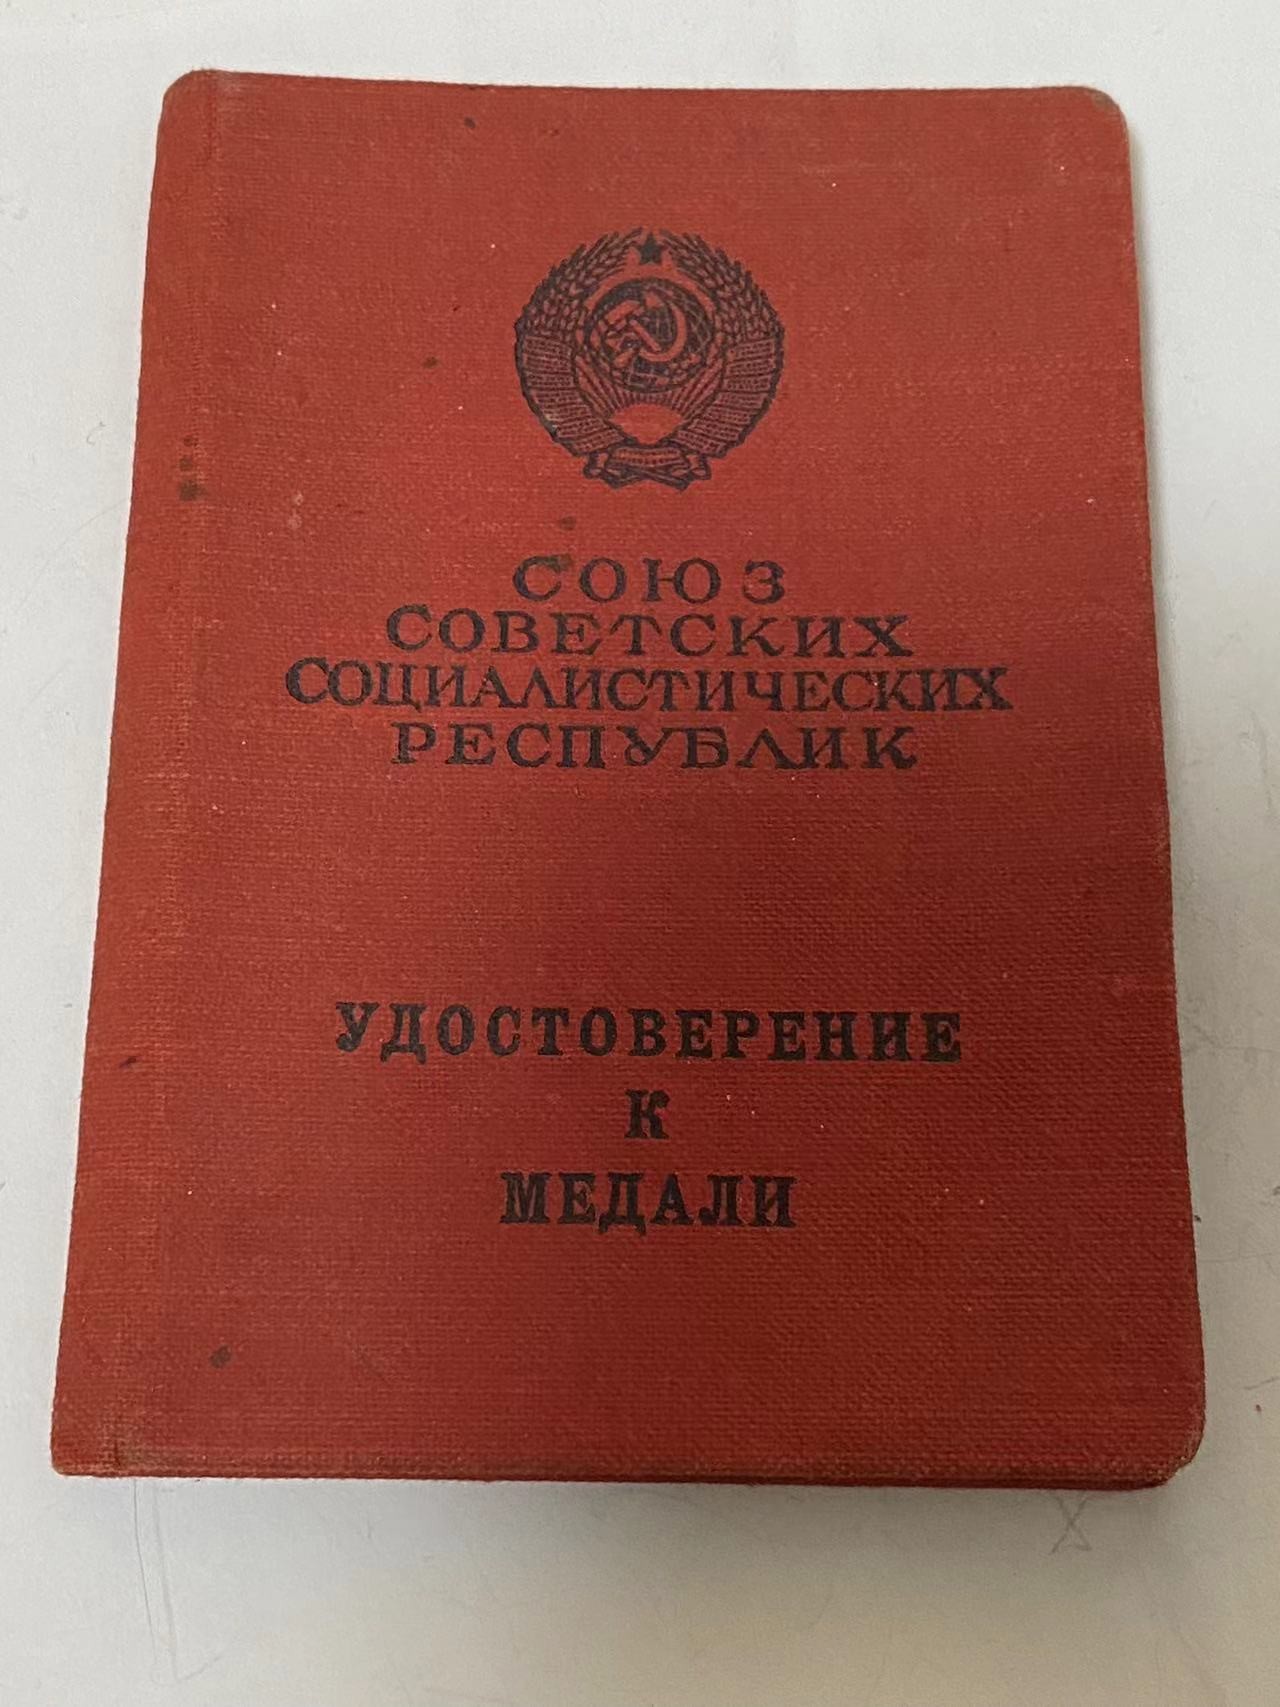 СОЮЗ
СОВЕТСКИХ
СОЦИАЛИСТИЧЕСКИХ
РЕСПУБЛИК
УДОСТОВЕРЕНИЕ
К
МЕДАЛИ